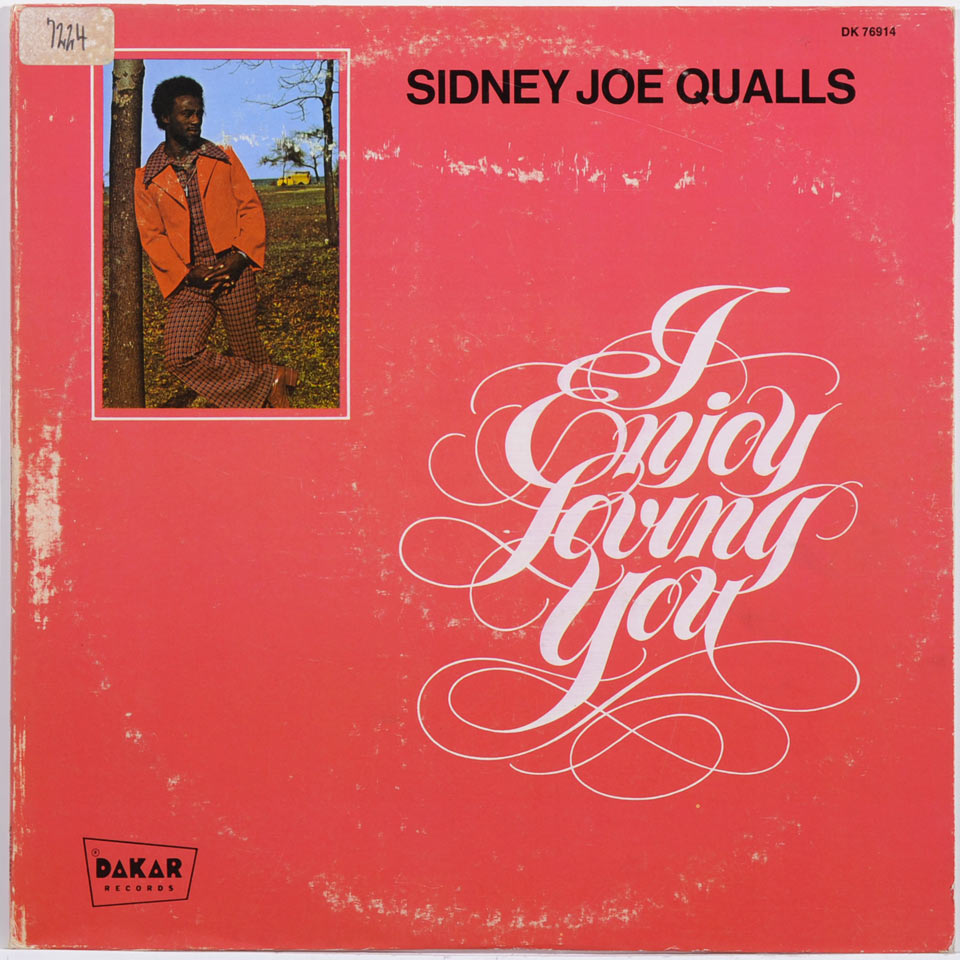 7224
DK 76914
SIDNEY JOE QUALLS
I
Enjoy
Loving
You
DAKAR
RECORDS